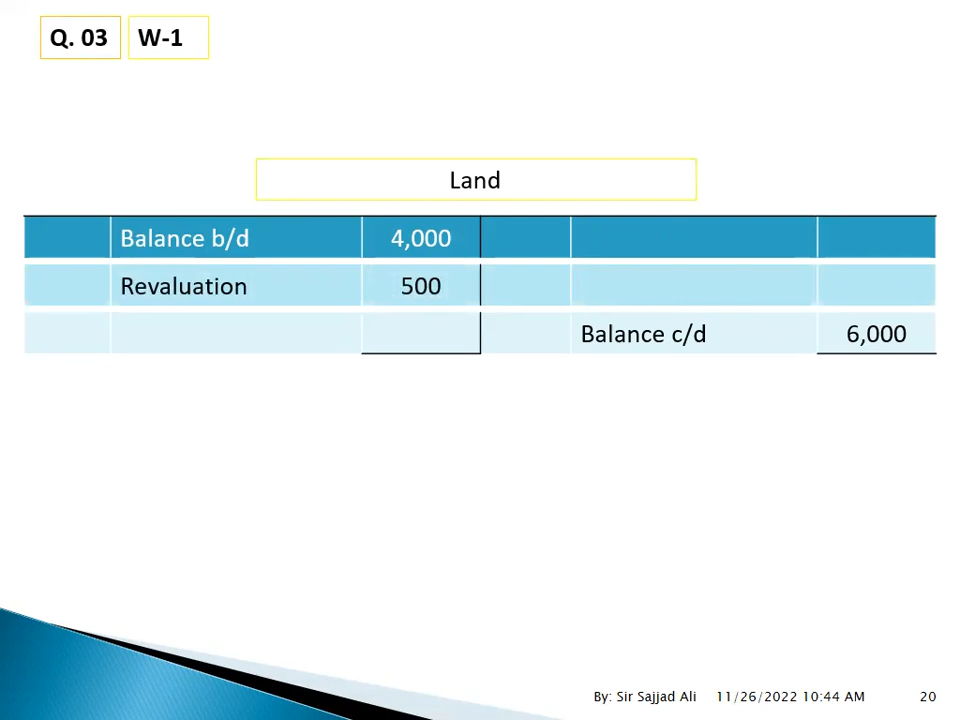 Q. 03 W-1
Land
Balance b/d 4,000
Revaluation 500
Balance c/d 6,000
By: Sir Sajjad Ali 11/26/2022 10:44 AM 20